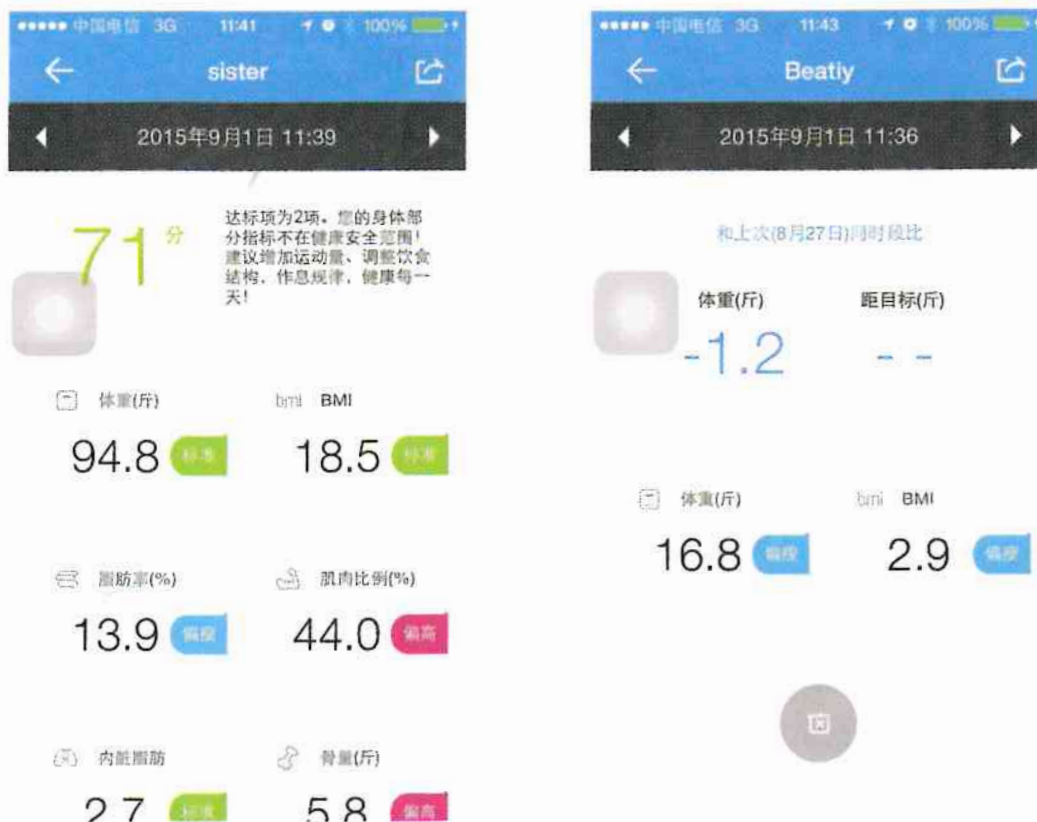 中国电信 3G 11:41 100%
sister
2015年9月1日 11:39
71 分
达标项为2项。您的身体部
分指标不在健康安全范围!
建议增加运动量、调整饮食
结构,作息规律,健康每一
天!
体重(斤) bmi BMI
94.8 标准 18.5 标准
脂肪率(%) 肌肉比例(%)
13.9 偏瘦 44.0 偏高
内脏脂肪 骨量(斤)
2.7 标准 5.8 偏高
中国电信 3G 11:43 100%
Beatiy
2015年9月1日 11:36
和上次(8月27日)同时段比
体重(斤) 距目标(斤)
-1.2 - -
体重(斤) bmi BMI
16.8 偏瘦 2.9 偏瘦